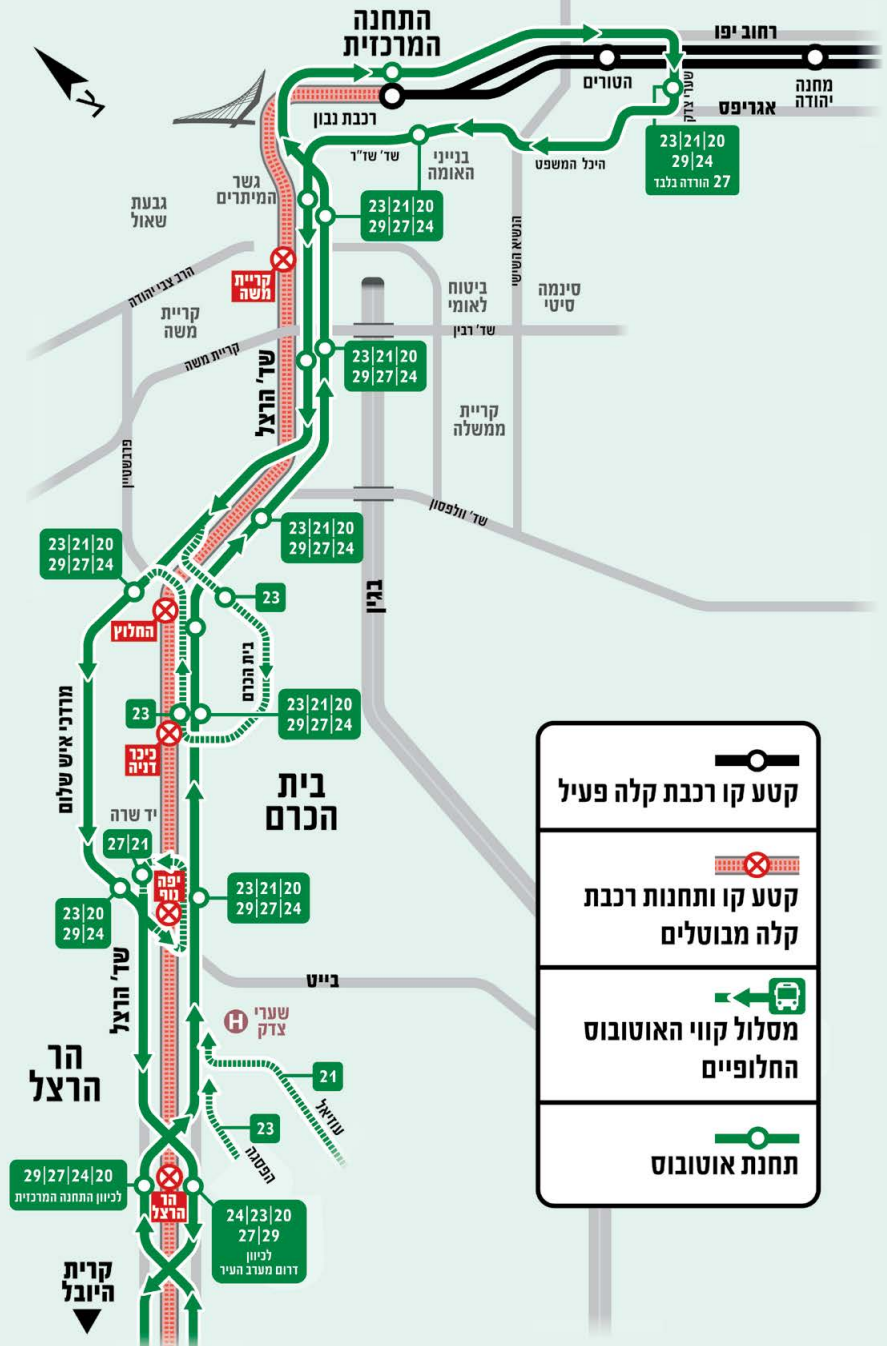 התחנה
המרכזית
רחוב יפו
הטורים
מחנה
יהודה
שערי צדק
אגריפס
23|21|20
29|24
27 הורדה בלבד
רכבת נבון
שד' שז"ר
בנייני
האומה
היכל המשפט
23|21|20
29|27|24
גשר
המיתרים
גבעת
שאול
קריית
משה
הרב צבי יהודה
קריית
משה
קריית משה
שד' הרצל
הנשיא השישי
ביטוח
לאומי
סינמה
סיטי
שד' רבין
23|21|20
29|27|24
קריית
ממשלה
פרבשטיין
שד' וולפסון
23|21|20
29|27|24
23|21|20
29|27|24
23
החלוץ
בגין
בית הכרם
מרדכי איש שלום
23
23|21|20
29|27|24
כיכר
דניה
בית
הכרם
יד שרה
27|21
יפה
נוף
23|20
29|24
23|21|20
29|27|24
שד' הרצל
בייט
שערי
צדק
H
הר
הרצל
21
עוזיאל
23
הפסגה
29|27|24|20
לכיוון התחנה המרכזית
הר
הרצל
24|23|20
27|29
לכיוון
דרום מערב העיר
קרית
היובל
קטע קו רכבת קלה פעיל
קטע קו ותחנות רכבת
קלה מבוטלים
מסלול קווי האוטובוס
החלופיים
תחנת אוטובוס